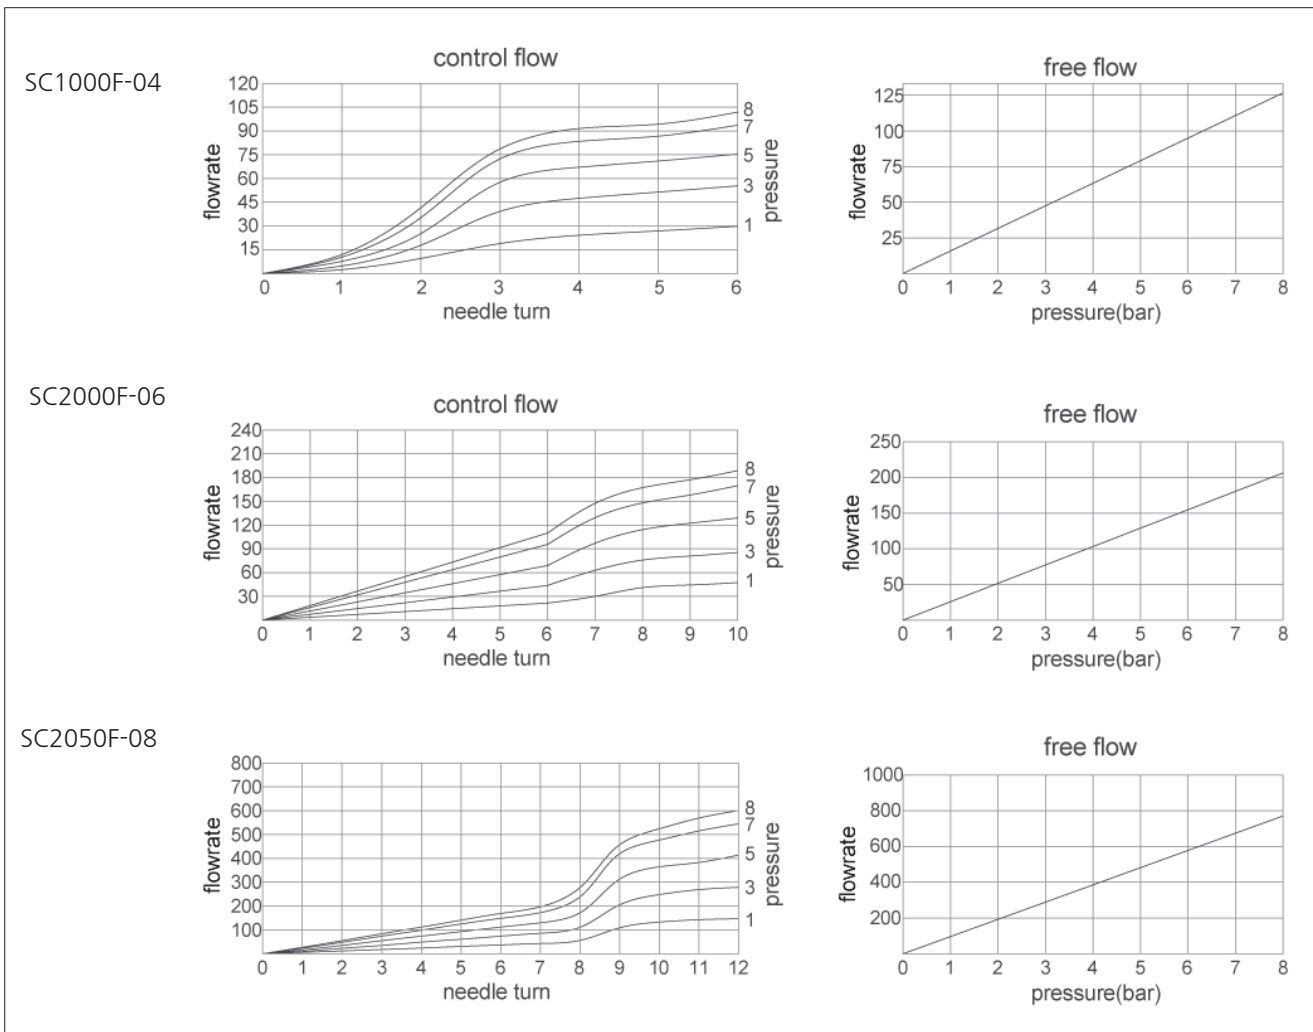 SC1000F-04
control flow
120
105
90
75
60
45
30
15
flowrate
0 1 2 3 4 5 6
needle turn
8
7
5
3
1
pressure
free flow
125
100
75
50
25
flowrate
0 1 2 3 4 5 6 7 8
pressure(bar)
SC2000F-06
control flow
240
210
180
150
120
90
60
30
flowrate
0 1 2 3 4 5 6 7 8 9 10
needle turn
8
7
5
3
1
pressure
free flow
250
200
150
100
50
flowrate
0 1 2 3 4 5 6 7 8
pressure(bar)
SC2050F-08
800
700
600
500
400
300
200
100
flowrate
0 1 2 3 4 5 6 7 8 9 10 11 12
needle turn
8
7
5
3
1
pressure
free flow
1000
800
600
400
200
flowrate
0 1 2 3 4 5 6 7 8
pressure(bar)